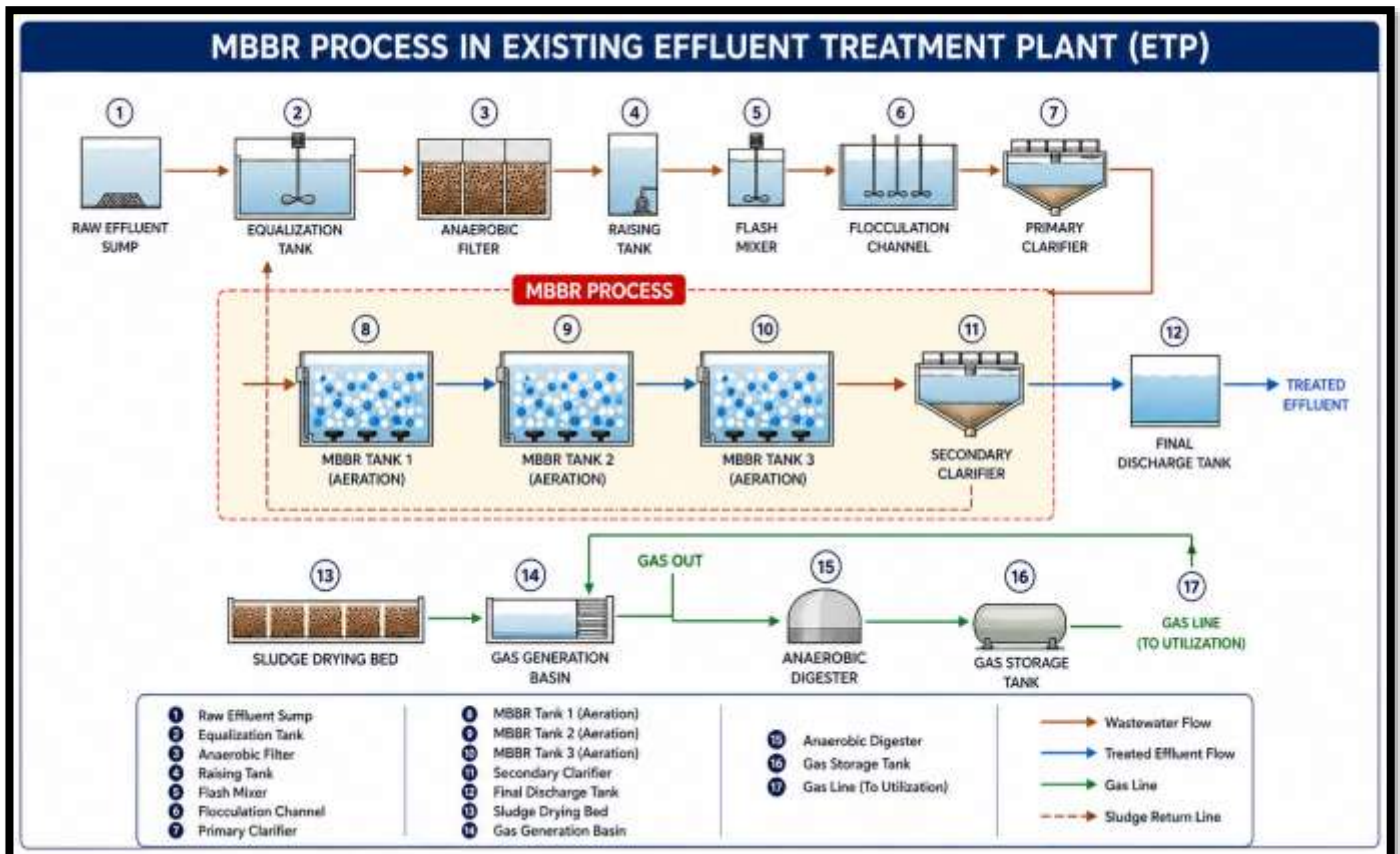 MBBR PROCESS IN EXISTING EFFLUENT TREATMENT PLANT (ETP)
1
2
3
4
5
6
7
RAW EFFLUENT
SUMP
EQUALIZATION
TANK
ANAEROBIC
FILTER
RAISING
TANK
FLASH
MIXER
FLOCCULATION
CHANNEL
PRIMARY
CLARIFIER
MBBR PROCESS
8
9
10
11
12
MBBR TANK 1
(AERATION)
MBBR TANK 2
(AERATION)
MBBR TANK 3
(AERATION)
SECONDARY
CLARIFIER
FINAL
DISCHARGE TANK
TREATED
EFFLUENT
13
14
GAS OUT
15
16
17
SLUDGE DRYING BED
GAS GENERATION
BASIN
ANAEROBIC
DIGESTER
GAS STORAGE
TANK
GAS LINE
(TO UTILIZATION)
1 Raw Effluent Sump
2 Equalization Tank
3 Anaerobic Filter
4 Raising Tank
5 Flash Mixer
6 Flocculation Channel
7 Primary Clarifier
8 MBBR Tank 1 (Aeration)
9 MBBR Tank 2 (Aeration)
10 MBBR Tank 3 (Aeration)
11 Secondary Clarifier
12 Final Discharge Tank
13 Sludge Drying Bed
14 Gas Generation Basin
15 Anaerobic Digester
16 Gas Storage Tank
17 Gas Line (To Utilization)
Wastewater Flow
Treated Effluent Flow
Gas Line
Sludge Return Line